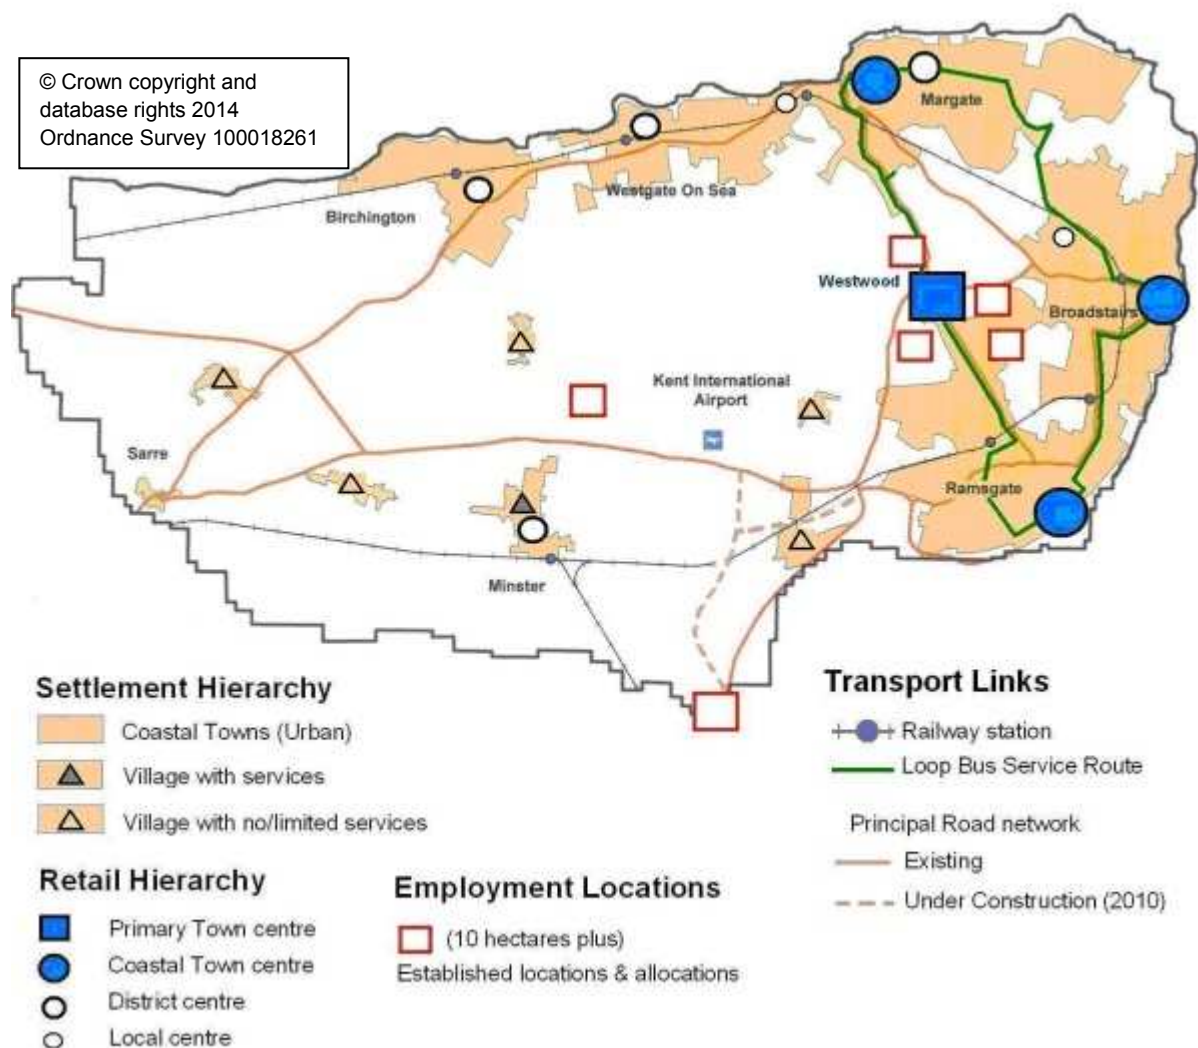 © Crown copyright and
database rights 2014
Ordnance Survey 100018261
Margate
Westgate On Sea
Birchington
Westwood
Broadstairs
Kent International
Airport
Sarre
Ramsgate
Minster
Settlement Hierarchy
Coastal Towns (Urban)
Village with services
Village with no/limited services
Retail Hierarchy
Primary Town centre
Coastal Town centre
District centre
Local centre
Employment Locations
(10 hectares plus)
Established locations & allocations
Transport Links
Railway station
Loop Bus Service Route
Principal Road network
Existing
Under Construction (2010)